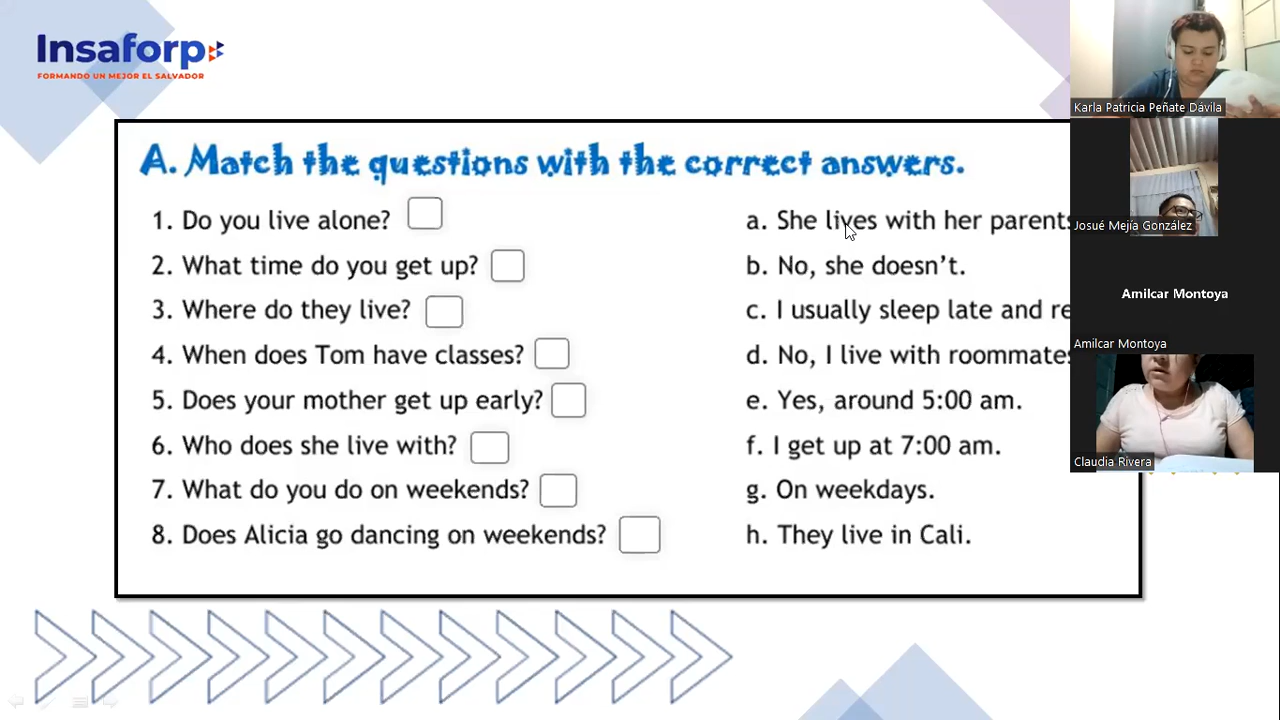 Insaforp
FORMANDO UN MEJOR EL SALVADOR
A. Match the questions with the correct answers.
1. Do you live alone?
2. What time do you get up?
3. Where do they live?
4. When does Tom have classes?
5. Does your mother get up early?
6. Who does she live with?
7. What do you do on weekends?
8. Does Alicia go dancing on weekends?
a. She lives with her parents
b. No, she doesn't.
c. I usually sleep late and
d. No, I live with roommates
e. Yes, around 5:00 am.
f. I get up at 7:00 am.
g. On weekdays.
h. They live in Cali.
Karla Patricia Peñate Dávila
Josué Mejía González
Amilcar Montoya
Amilcar Montoya
Claudia Rivera